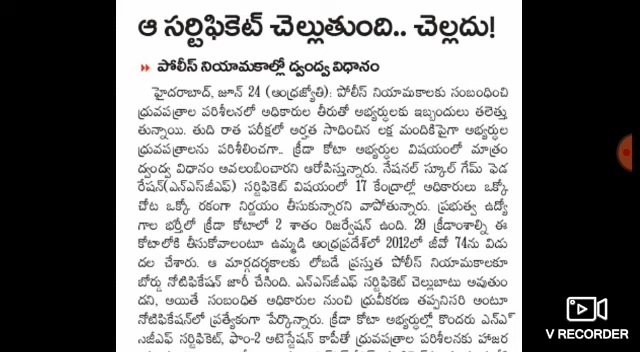 ఆ సర్టిఫికెట్ చెల్లుతుంది.. చెల్లదు!
పోలీస్ నియామకాల్లో ద్వంద్వ విధానం
హైదరాబాద్, జూన్ 24 (ఆంధ్రజ్యోతి): పోలీస్ నియామకాలకు సంబంధించి
ధ్రువపత్రాల పరిశీలనలో అధికారుల తీరుతో అభ్యర్థులకు ఇబ్బందులు తలెత్తు
తున్నాయి. తుది రాత పరీక్షలో అర్హత సాధించిన లక్ష మందికిపైగా అభ్యర్థుల
ధ్రువపత్రాలను పరిశీలించగా.. క్రీడా కోటా అభ్యర్థుల విషయంలో మాత్రం
ద్వంద్వ విధానం అవలంబించారని ఆరోపిస్తున్నారు. నేషనల్ స్కూల్ గేమ్ ఫెడ
రేషన్(ఎన్ఎస్‌జీఎఫ్) సర్టిఫికెట్ విషయంలో 17 కేంద్రాల్లో అధికారులు ఒక్కో
చోట ఒక్కో రకంగా నిర్ణయం తీసుకున్నారని వాపోతున్నారు. ప్రభుత్వ ఉద్యో
గాల భర్తీలో క్రీడా కోటాలో 2 శాతం రిజర్వేషన్ ఉంది. 29 క్రీడాంశాల్ని ఈ
కోటాలోకి తీసుకోవాలంటూ ఉమ్మడి ఆంధ్రప్రదేశ్‌లో 2012లో జీవో 74ను విడు
దల చేశారు. ఆ మార్గదర్శకాలకు లోబడే ప్రస్తుత పోలీస్ నియామకాలకూ
బోర్డు నోటిఫికేషన్ జారీ చేసింది. ఎన్ఎస్‌జీఎఫ్ సర్టిఫికెట్ చెల్లుబాటు అవుతుం
దని, అయితే సంబంధిత అధికారుల నుంచి ధ్రువీకరణ తప్పనిసరి అంటూ
నోటిఫికేషన్‌లో ప్రత్యేకంగా పేర్కొన్నారు. క్రీడా కోటా అభ్యర్థుల్లో కొందరు ఎన్ఎ
జీఎఫ్ సర్టిఫికెట్, ఫాం-2 అటెస్టేషన్ కాపీతో ధ్రువపత్రాల పరిశీలనకు హాజర
V RECORDER